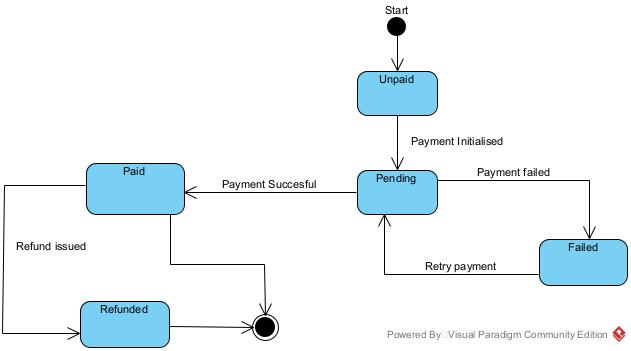 Start
Unpaid
Payment Initialised
Paid
Payment Succesful
Pending
Payment failed
Refund issued
Failed
Retry payment
Refunded
Powered By Visual Paradigm Community Edition